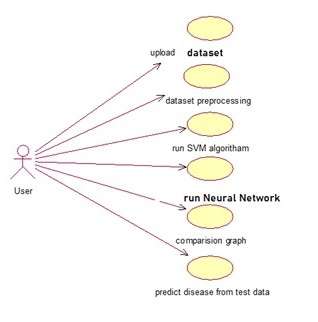 upload dataset
dataset preprocessing
run SVM algoritham
User
run Neural Network
comparision graph
predict disease from test data